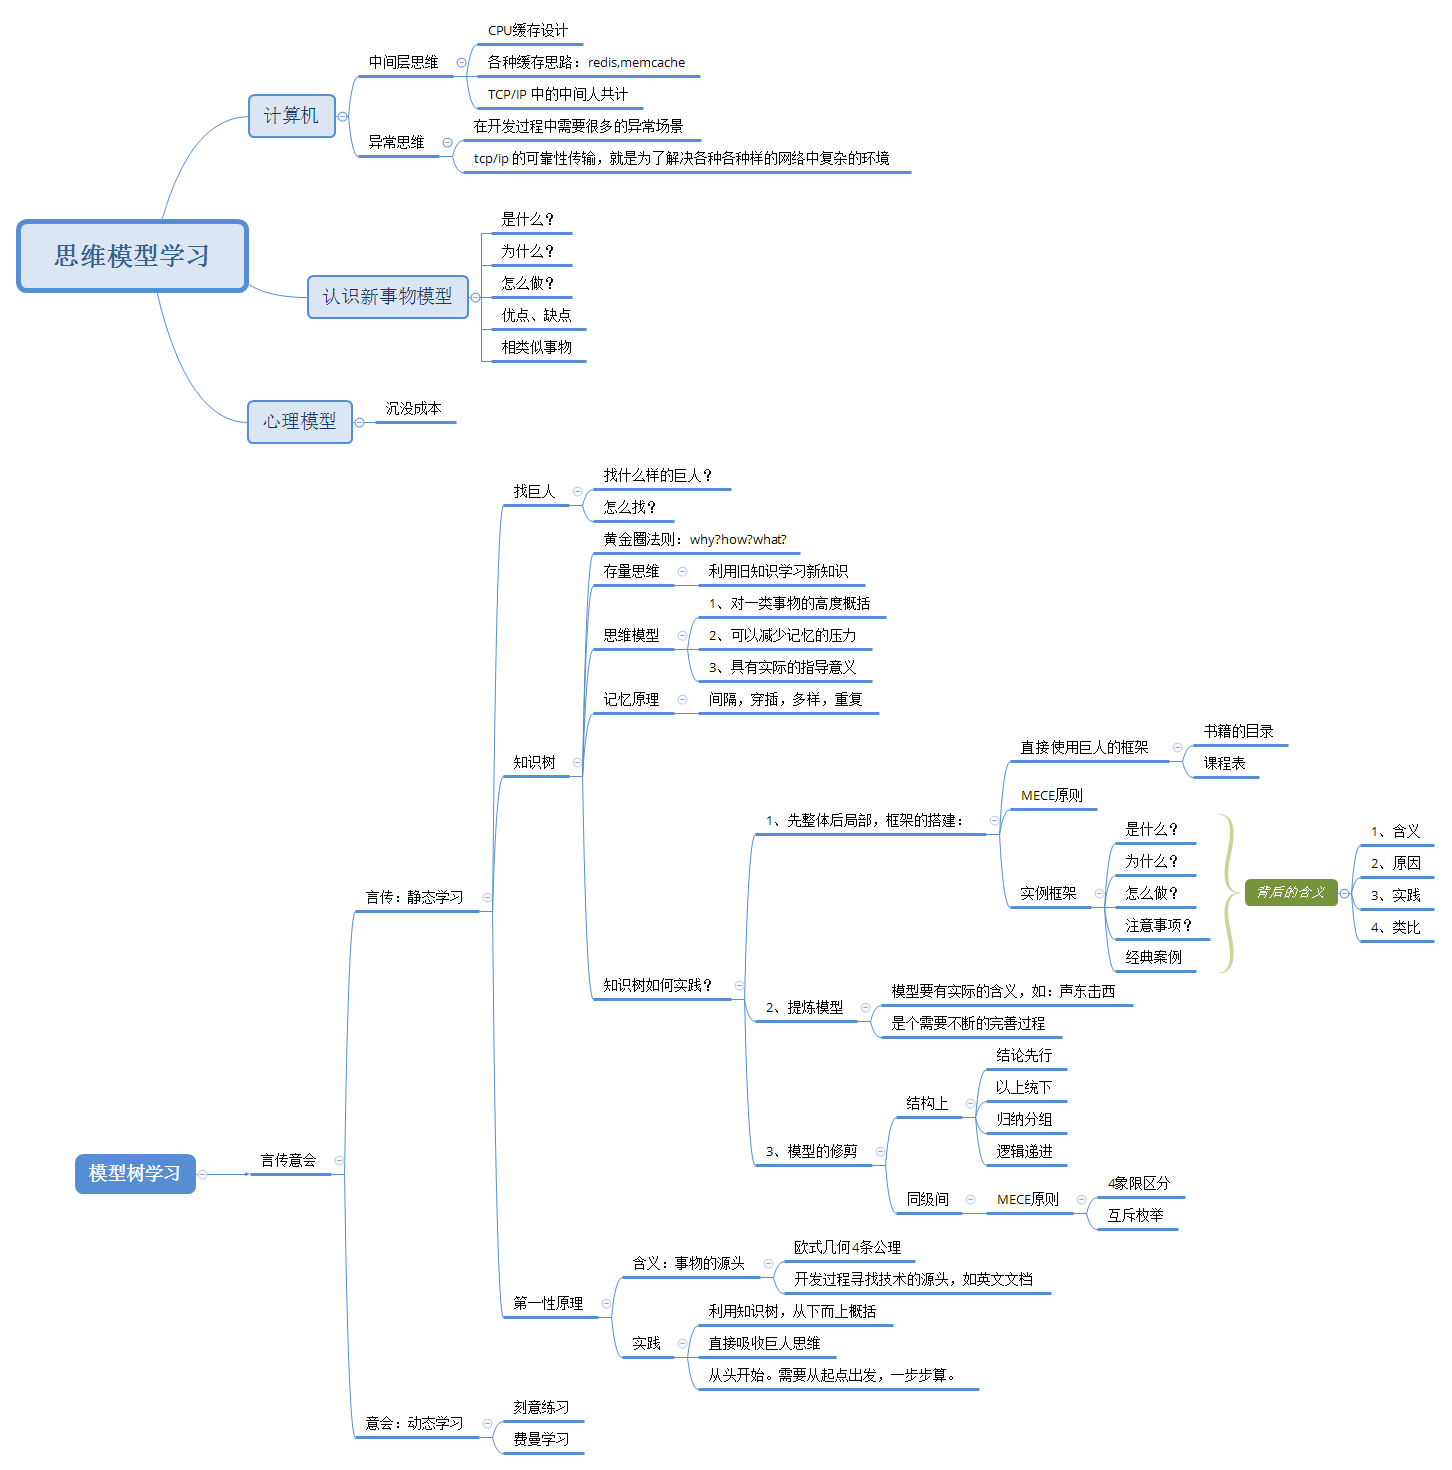 思维模型学习
计算机
中间层思维
CPU缓存设计
各种缓存思路：redis,memcache
TCP/IP 中的中间人共计
异常思维
在开发过程中需要很多的异常场景
tcp/ip 的可靠性传输，就是为了解决各种各种样的网络中复杂的环境
认识新事物模型
是什么？
为什么？
怎么做？
优点、缺点
相类似事物
心理模型
沉没成本
模型树学习
言传意会
言传：静态学习
找巨人
找什么样的巨人？
怎么找？
知识树
黄金圈法则：why?how?what?
存量思维
利用旧知识学习新知识
思维模型
1、对一类事物的高度概括
2、可以减少记忆的压力
3、具有实际的指导意义
记忆原理
间隔，穿插，多样，重复
知识树如何实践？
1、先整体后局部，框架的搭建：
直接使用巨人的框架
书籍的目录
课程表
MECE原则
实例框架
是什么？
为什么？
怎么做？
注意事项？
经典案例
背后的含义
1、含义
2、原因
3、实践
4、类比
2、提炼模型
模型要有实际的含义，如：声东击西
是个需要不断的完善过程
3、模型的修剪
结构上
结论先行
以上统下
归纳分组
逻辑递进
同级间
MECE原则
4象限区分
互斥枚举
第一性原理
含义：事物的源头
欧式几何4条公理
开发过程寻找技术的源头，如英文文档
实践
利用知识树，从下而上概括
直接吸收巨人思维
从头开始。需要从起点出发，一步步算。
意会：动态学习
刻意练习
费曼学习